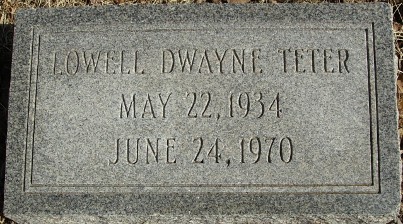 LOWELL DWAYNE TETER
MAY 22, 1934
JUNE 24, 1970